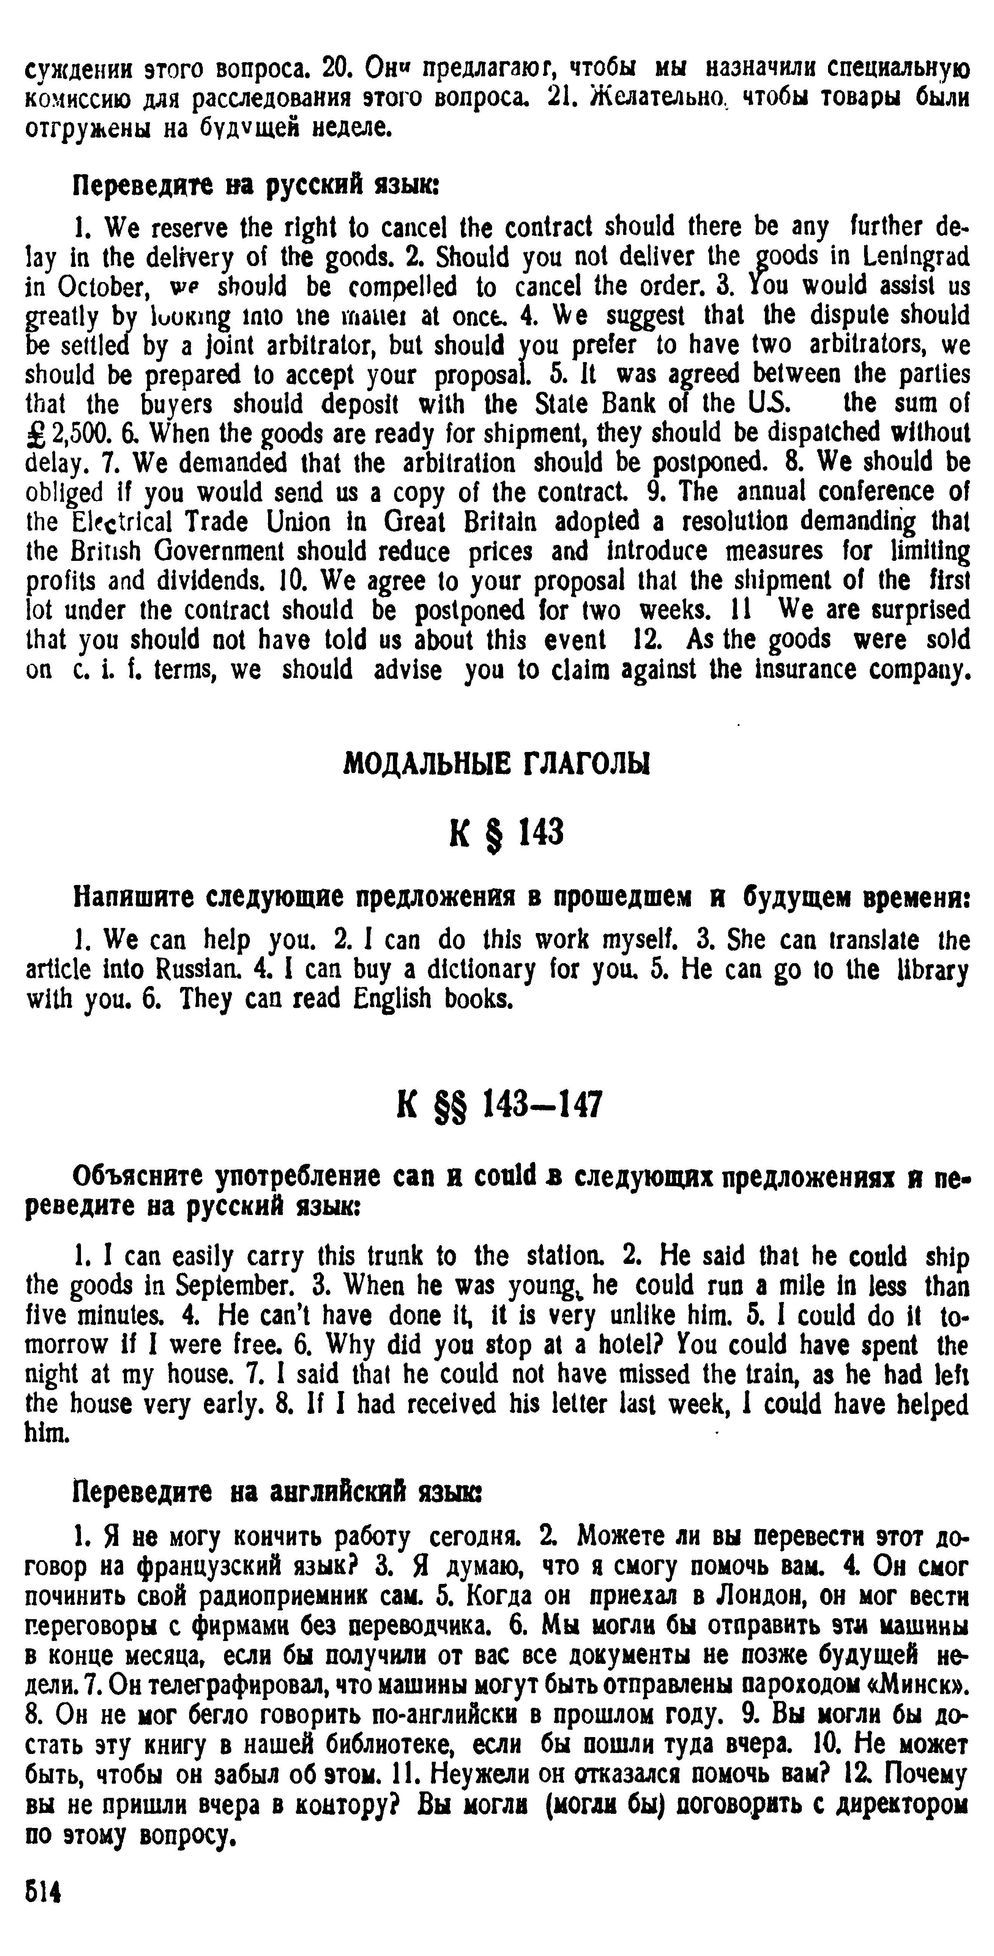 суждении этого вопроса. 20. Они предлагают, чтобы мы назначили специальную
комиссию для расследования этого вопроса. 21. Желательно, чтобы товары были
отгружены на будущей неделе.
Переведите на русский язык:
1. We reserve the right to cancel the contract should there be any further de-
lay in the delivery of the goods. 2. Should you not deliver the goods in Leningrad
in October, we should be compelled to cancel the order. 3. You would assist us
greatly by looking into the matter at once. 4. We suggest that the dispute should
be settled by a joint arbitrator, but should you prefer to have two arbitrators, we
should be prepared to accept your proposal. 5. It was agreed between the parties
that the buyers should deposit with the State Bank of the U.S. the sum of
£ 2,500. 6. When the goods are ready for shipment, they should be dispatched without
delay. 7. We demanded that the arbitration should be postponed. 8. We should be
obliged if you would send us a copy of the contract. 9. The annual conference of
the Electrical Trade Union in Great Britain adopted a resolution demanding that
the British Government should reduce prices and introduce measures for limiting
profits and dividends. 10. We agree to your proposal that the shipment of the first
lot under the contract should be postponed for two weeks. 11 We are surprised
that you should not have told us about this event 12. As the goods were sold
on c. i. f. terms, we should advise you to claim against the insurance company.
МОДАЛЬНЫЕ ГЛАГОЛЫ
К § 143
Напишите следующие предложения в прошедшем и будущем времени:
1. We can help you. 2. I can do this work myself. 3. She can translate the
article into Russian. 4. I can buy a dictionary for you. 5. He can go to the library
with you. 6. They can read English books.
К §§ 143—147
Объясните употребление can и could в следующих предложениях и пе-
реведите на русский язык:
1. I can easily carry this trunk to the station. 2. He said that he could ship
the goods in September. 3. When he was young, he could run a mile in less than
five minutes. 4. He can't have done it, it is very unlike him. 5. I could do it to-
morrow if I were free. 6. Why did you stop at a hotel? You could have spent the
night at my house. 7. I said that he could not have missed the train, as he had left
the house very early. 8. If I had received his letter last week, I could have helped
him.
Переведите на английский язык:
1. Я не могу кончить работу сегодня. 2. Можете ли вы перевести этот до-
говор на французский язык? 3. Я думаю, что я смогу помочь вам. 4. Он смог
починить свой радиоприемник сам. 5. Когда он приехал в Лондон, он мог вести
переговоры с фирмами без переводчика. 6. Мы могли бы отправить эти машины
в конце месяца, если бы получили от вас все документы не позже будущей не-
дели. 7. Он телеграфировал, что машины могут быть отправлены пароходом «Минск».
8. Он не мог бегло говорить по-английски в прошлом году. 9. Вы могли бы до-
стать эту книгу в нашей библиотеке, если бы пошли туда вчера. 10. Не может
быть, чтобы он забыл об этом. 11. Неужели он отказался помочь вам? 12. Почему
вы не пришли вчера в контору? Вы могли (могли бы) поговорить с директором
по этому вопросу.
514